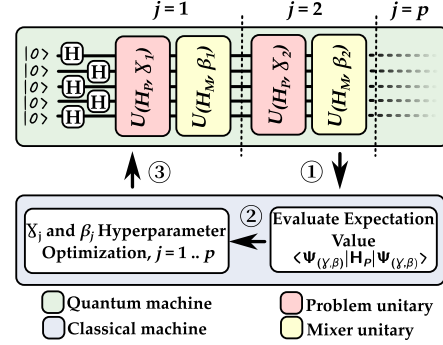 j = 1 j = 2 j = p
|0⟩ H
|0⟩ H
|0⟩ H
|0⟩ H
|0⟩ H
U(H_P, γ_1)
U(H_M, β_1)
U(H_P, γ_2)
U(H_M, β_2)
③ ①
②
γ_j and β_j Hyperparameter
Optimization, j = 1 .. p
Evaluate Expectation
Value
⟨Ψ_(γ,β)|H_P|Ψ_(γ,β)⟩
Quantum machine Problem unitary
Classical machine Mixer unitary